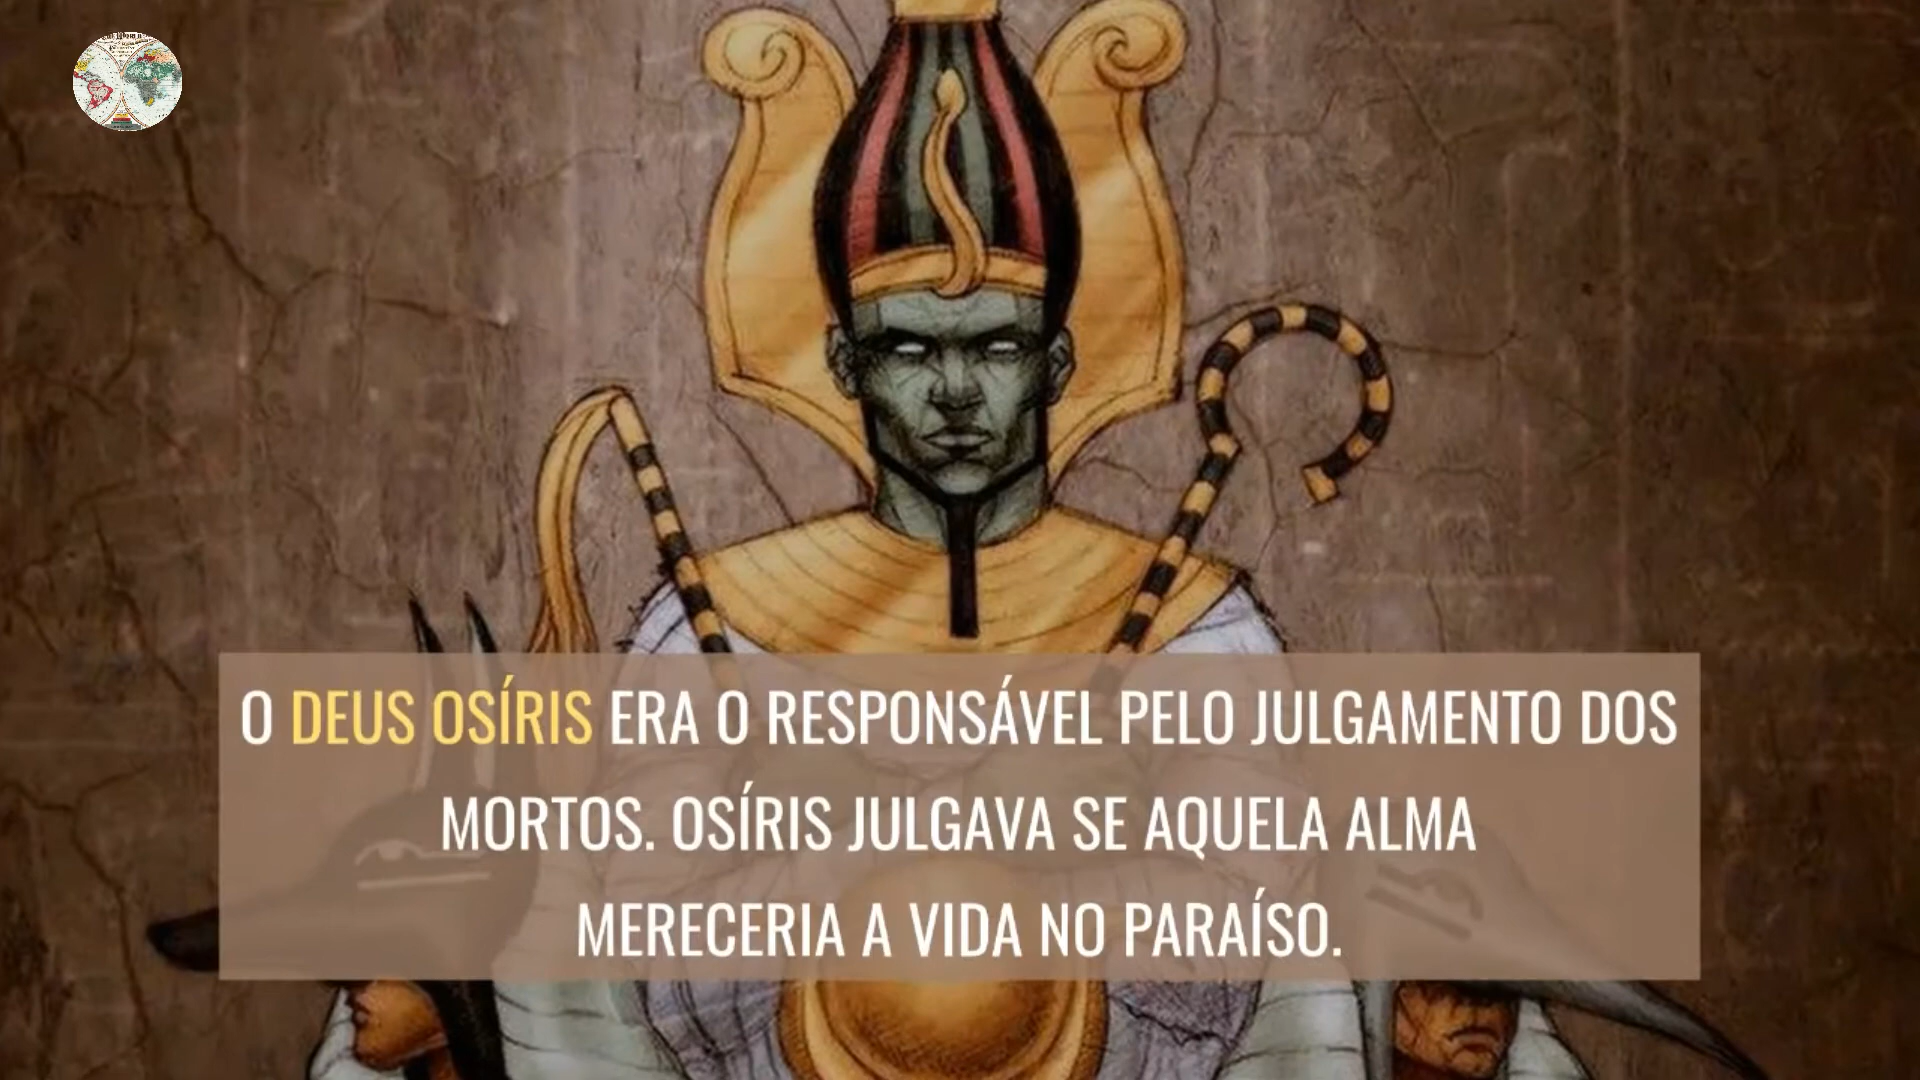 O DEUS OSÍRIS ERA O RESPONSÁVEL PELO JULGAMENTO DOS
MORTOS. OSÍRIS JULGAVA SE AQUELA ALMA
MERECERIA A VIDA NO PARAÍSO.